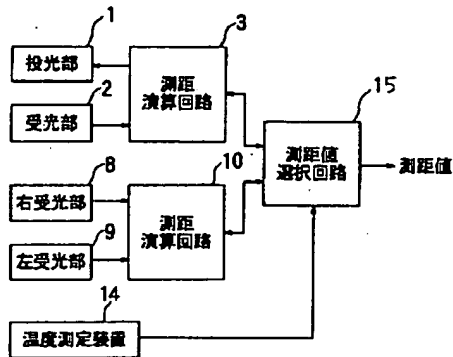 1
投光部
2
受光部
3
測距
演算回路
8
右受光部
9
左受光部
10
測距
演算回路
15
測距値
選択回路
測距値
14
温度測定装置